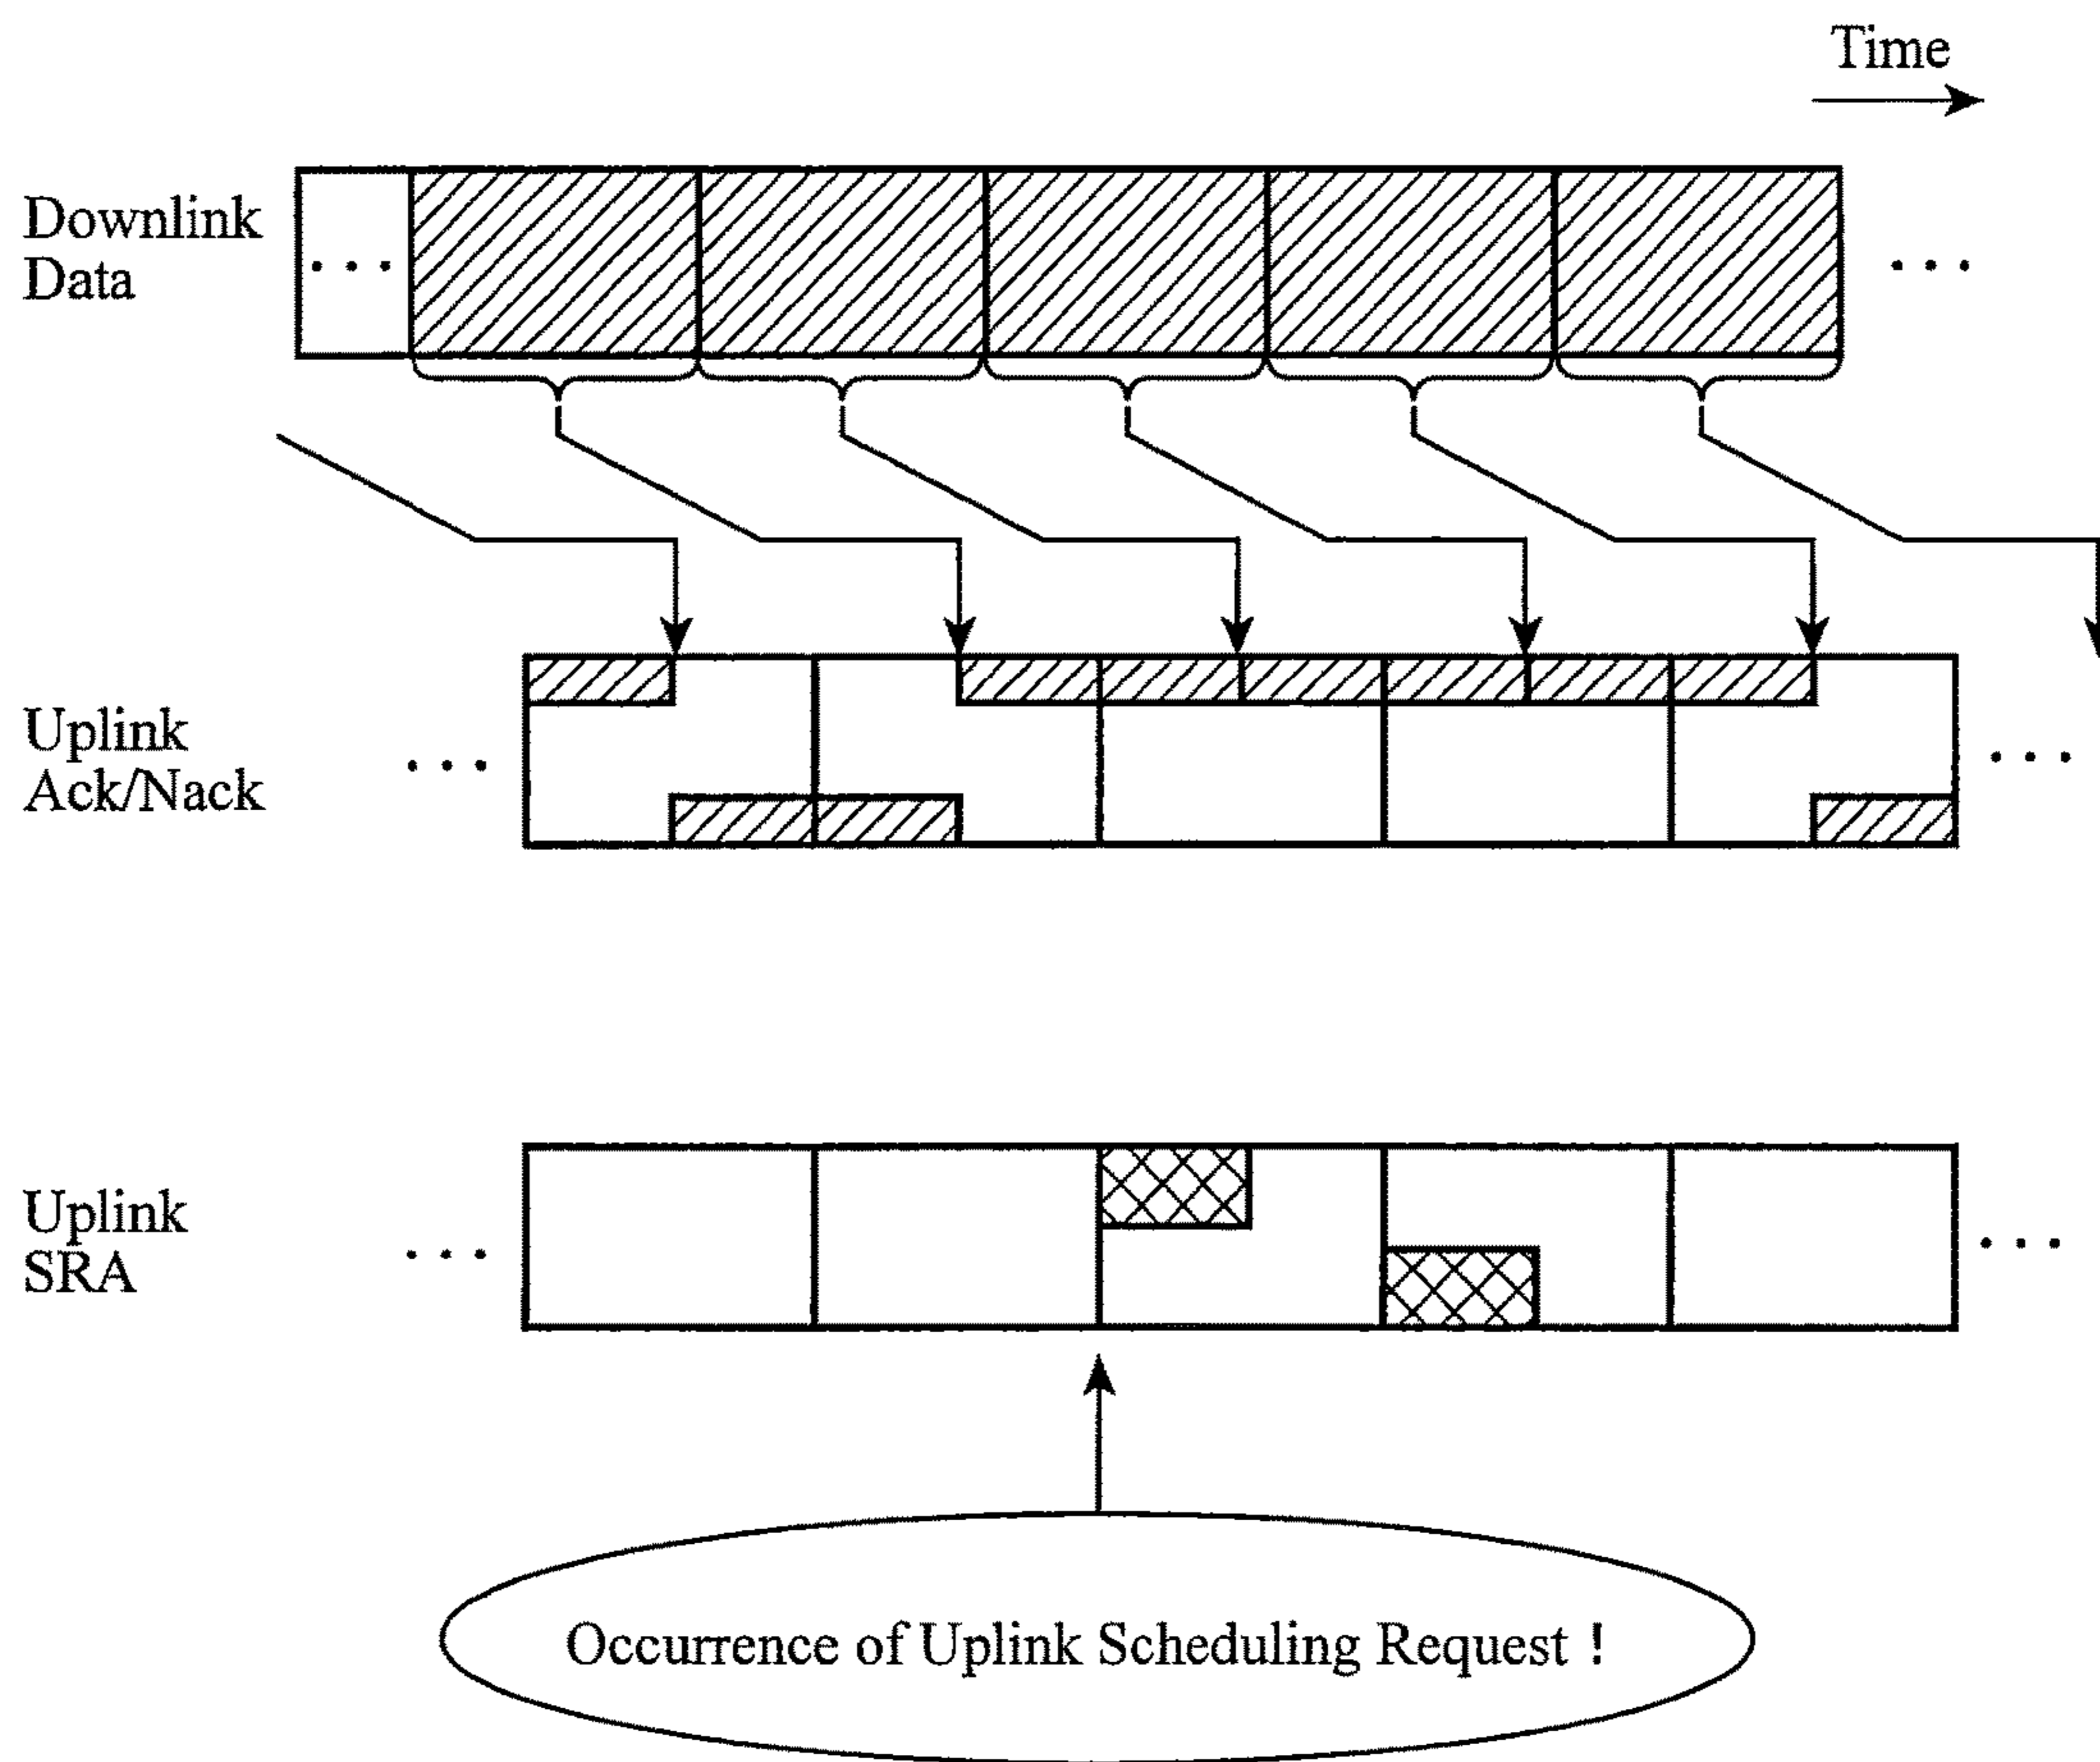 Time
Downlink
Data
. . .
. . .
Uplink
Ack/Nack
. . .
. . .
Uplink
SRA
. . .
. . .
Occurrence of Uplink Scheduling Request !